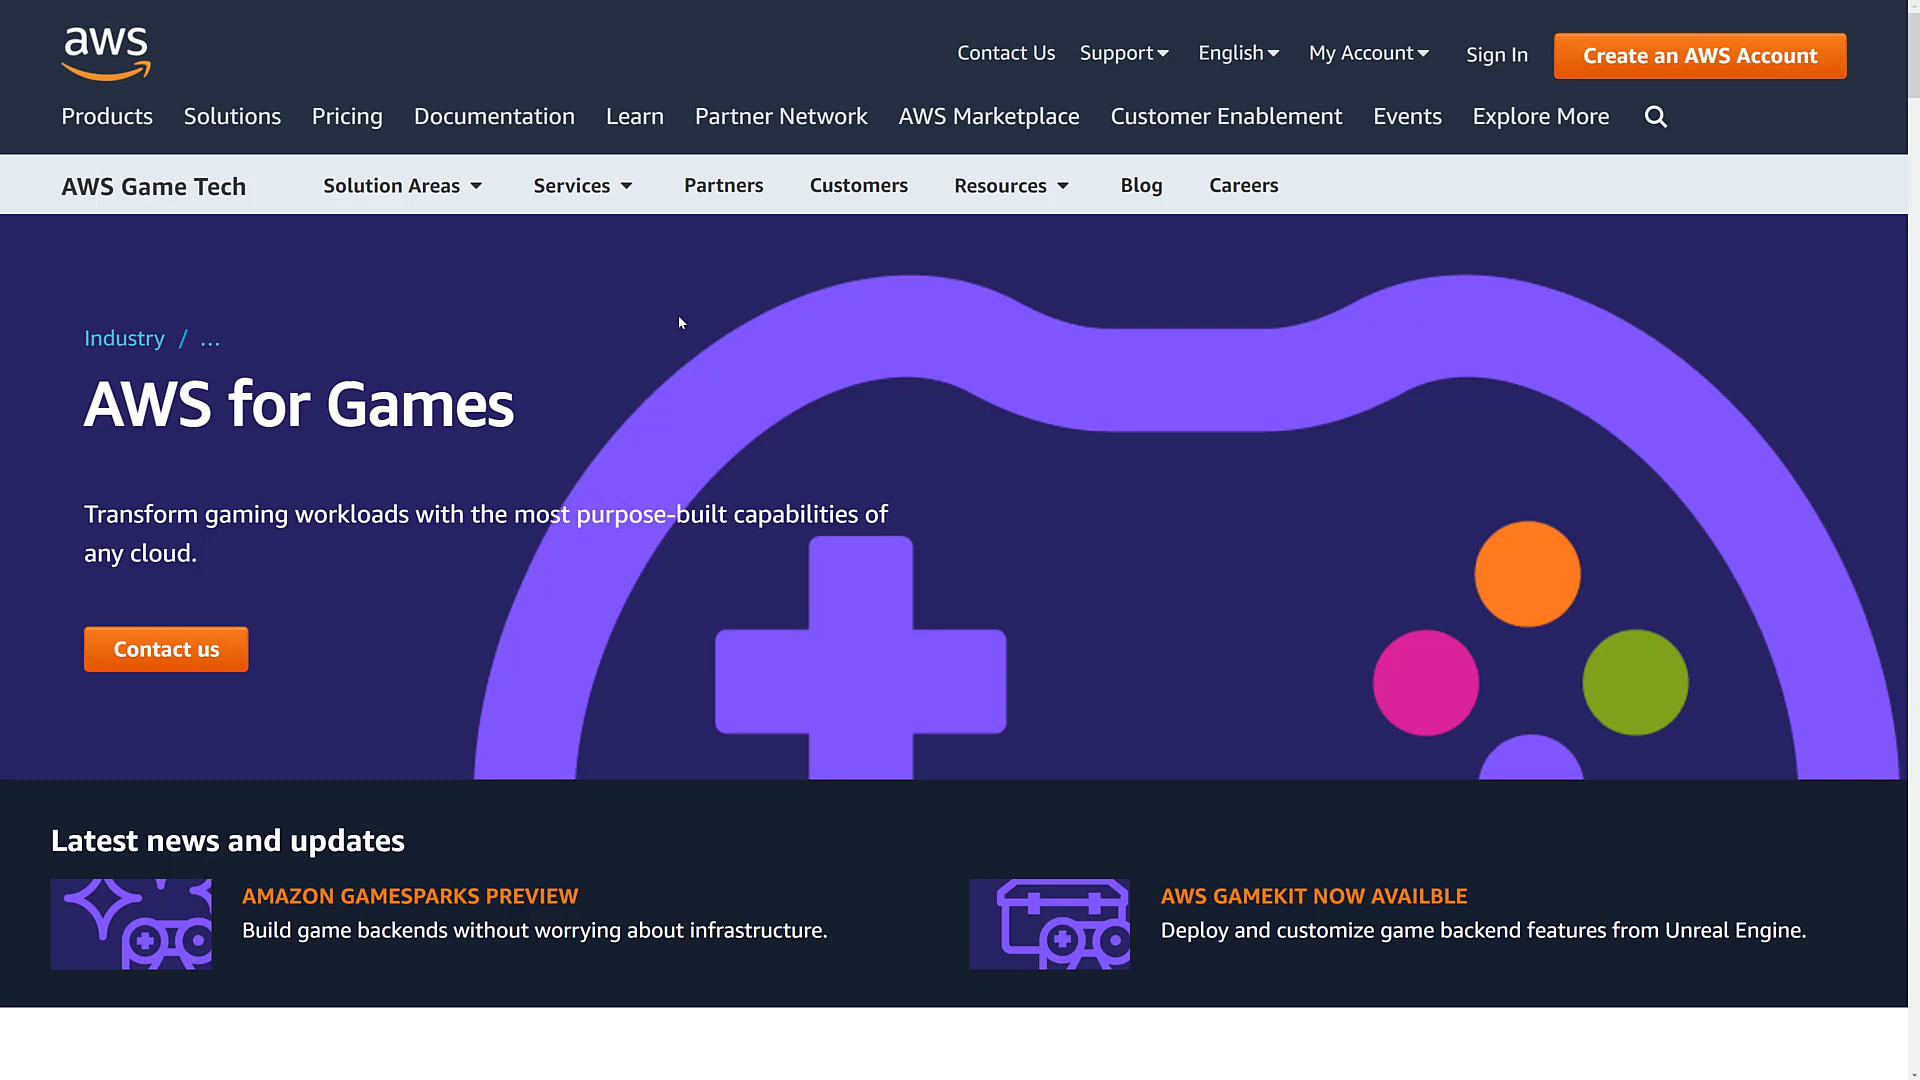 aws
Contact Us Support English My Account Sign In Create an AWS Account
Products Solutions Pricing Documentation Learn Partner Network AWS Marketplace Customer Enablement Events Explore More
AWS Game Tech Solution Areas Services Partners Customers Resources Blog Careers
Industry / ...
AWS for Games
Transform gaming workloads with the most purpose-built capabilities of
any cloud.
Contact us
Latest news and updates
AMAZON GAMESPARKS PREVIEW
Build game backends without worrying about infrastructure.
AWS GAMEKIT NOW AVAILBLE
Deploy and customize game backend features from Unreal Engine.